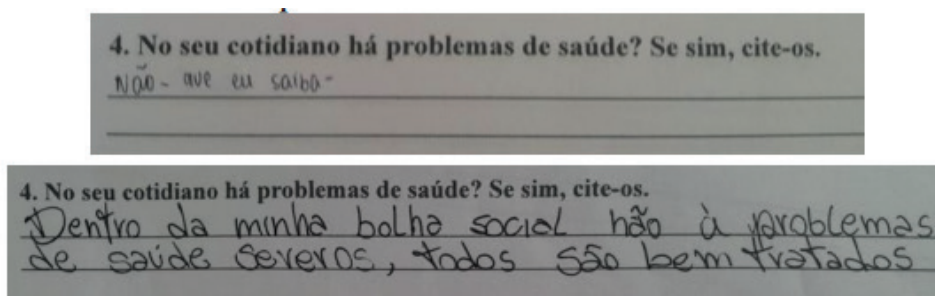 4. No seu cotidiano há problemas de saúde? Se sim, cite-os.
Não - que eu saiba -
4. No seu cotidiano há problemas de saúde? Se sim, cite-os.
Dentro da minha bolha social não à problemas
de saúde severos, todos são bem tratados